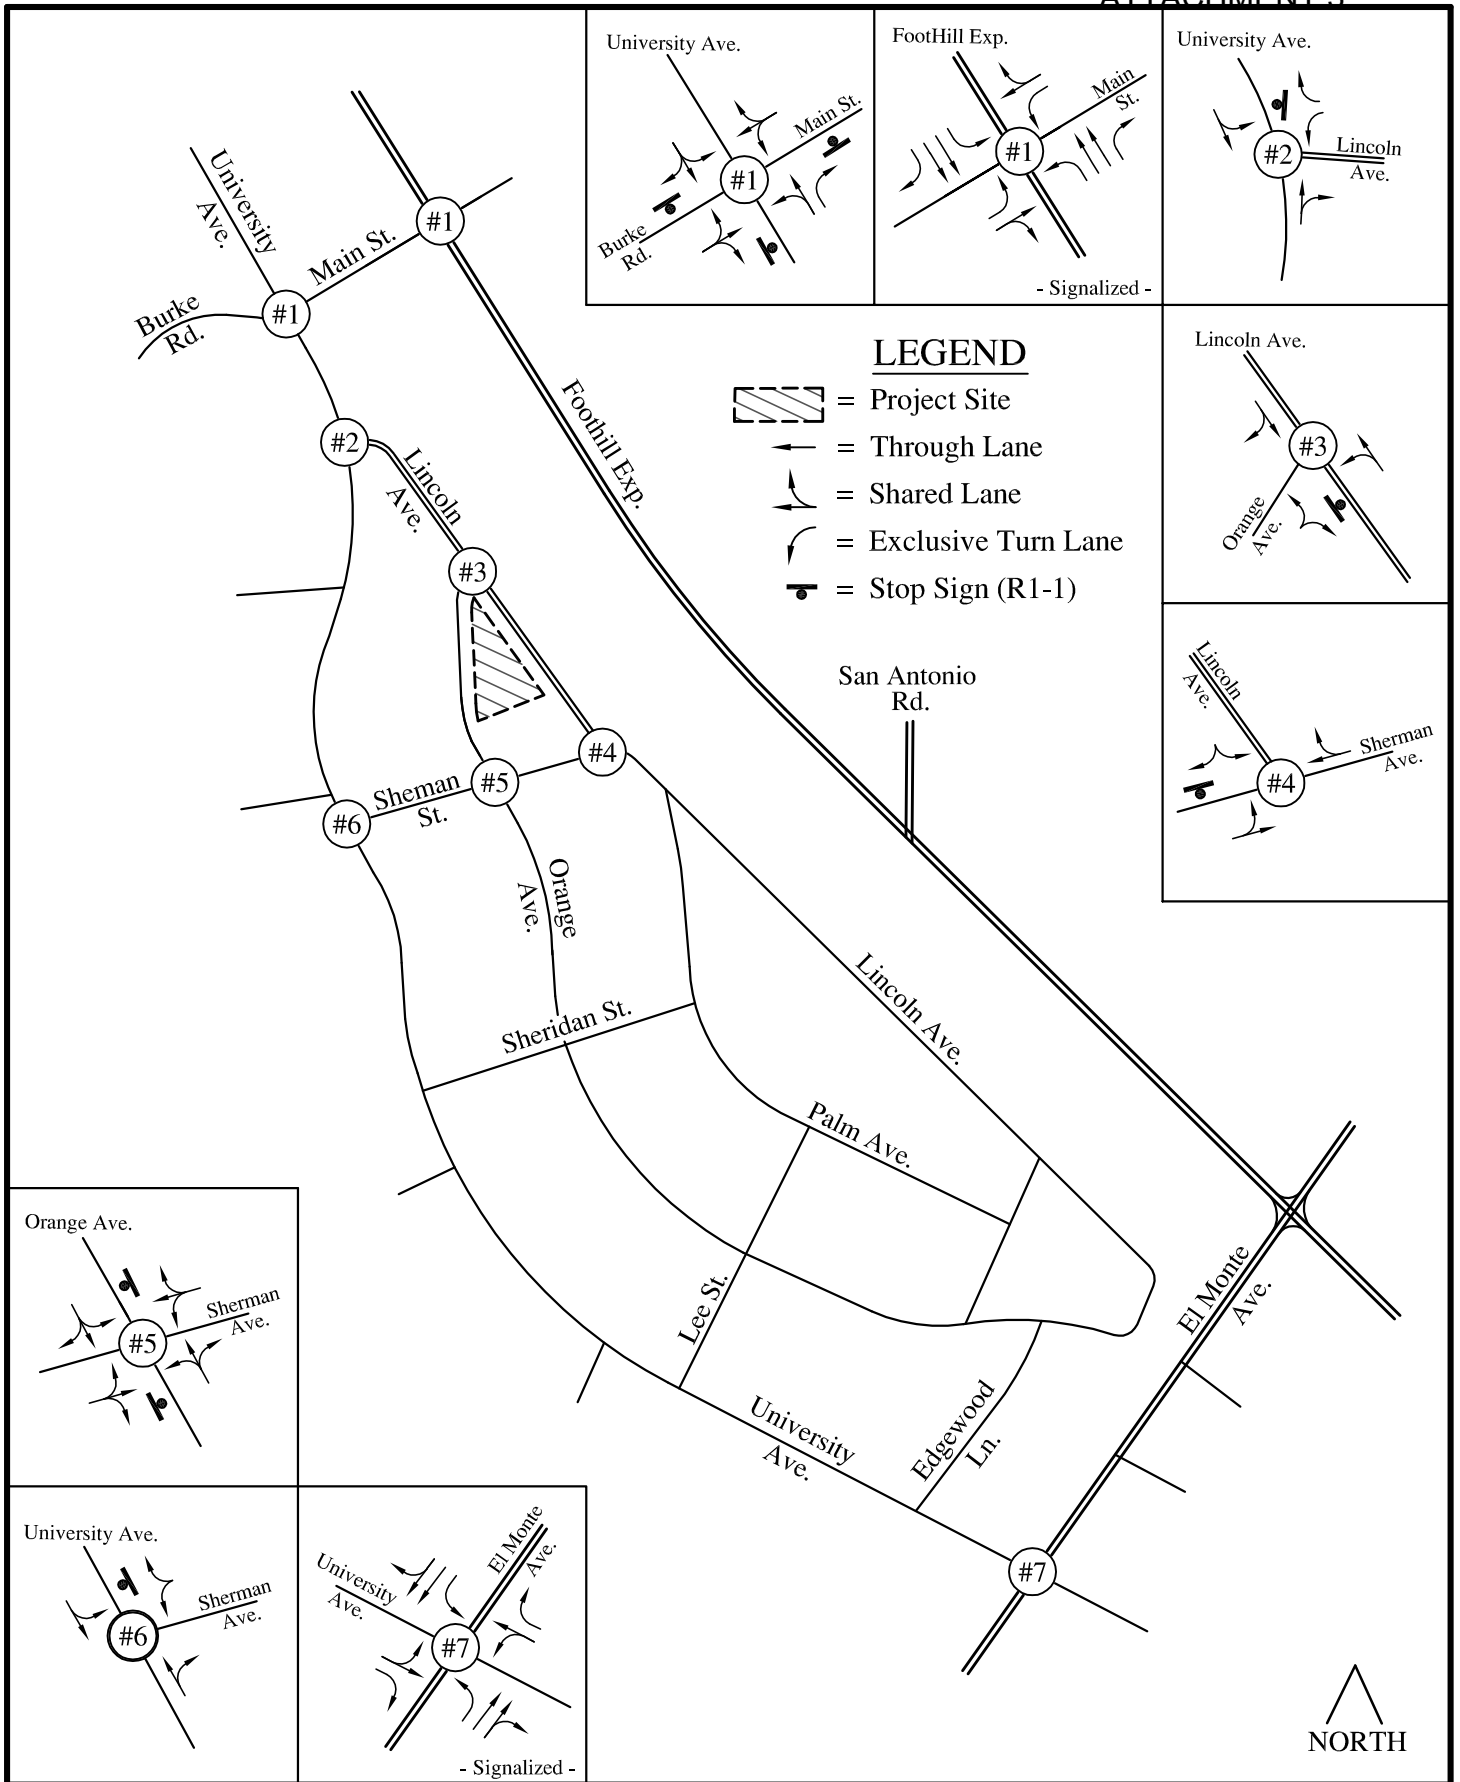 ATTACHMENT 5
University Ave.
Main St.
#1
Burke
Rd.
FootHill Exp.
Main
St.
#1
- Signalized -
University Ave.
#2
Lincoln
Ave.
Lincoln Ave.
#3
Orange
Ave.
Lincoln
Ave.
Sherman
Ave.
#4
LEGEND
= Project Site
= Through Lane
= Shared Lane
= Exclusive Turn Lane
= Stop Sign (R1-1)
University
Ave.
#1
Main St.
#1
Burke
Rd.
Foothill Exp.
#2
Lincoln
Ave.
#3
San Antonio
Rd.
#4
#5
Sheman
St.
#6
Orange
Ave.
Lincoln Ave.
Sheridan St.
Palm Ave.
Lee St.
El Monte
Ave.
University
Ave.
Edgewood
Ln.
#7
Orange Ave.
Sherman
Ave.
#5
University Ave.
Sherman
Ave.
#6
University
Ave.
El Monte
Ave.
#7
- Signalized -
NORTH